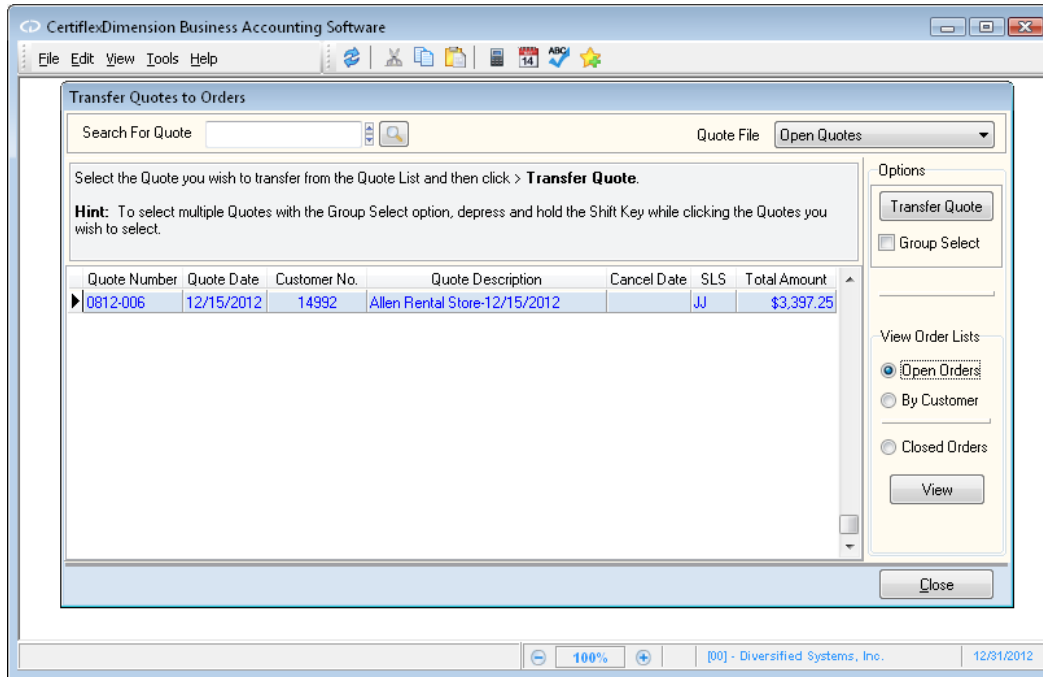 CertiflexDimension Business Accounting Software
File Edit View Tools Help
14
ABC
Transfer Quotes to Orders
Search For Quote
Quote File Open Quotes
Select the Quote you wish to transfer from the Quote List and then click > Transfer Quote.
Hint: To select multiple Quotes with the Group Select option, depress and hold the Shift Key while clicking the Quotes you
wish to select.
Options
Transfer Quote
Group Select
Quote Number Quote Date Customer No. Quote Description Cancel Date SLS Total Amount
0812-006 12/15/2012 14992 Allen Rental Store-12/15/2012 JJ $3,397.25
View Order Lists
Open Orders
By Customer
Closed Orders
View
Close
100% [00] - Diversified Systems, Inc. 12/31/2012